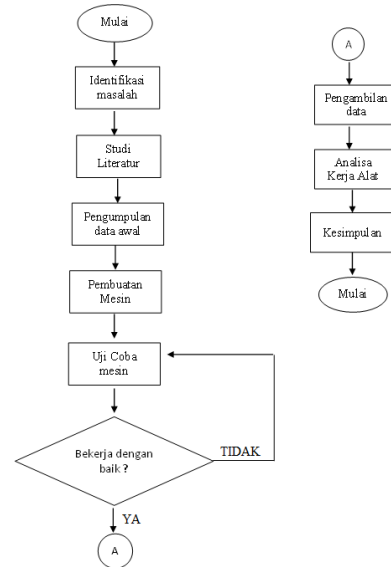 Mulai
Identifikasi
masalah
Studi
Literatur
Pengumpulan
data awal
Pembuatan
Mesin
Uji Coba
mesin
Bekerja dengan
baik ?
TIDAK
YA
A
A
Pengambilan
data
Analisa
Kerja Alat
Kesimpulan
Mulai